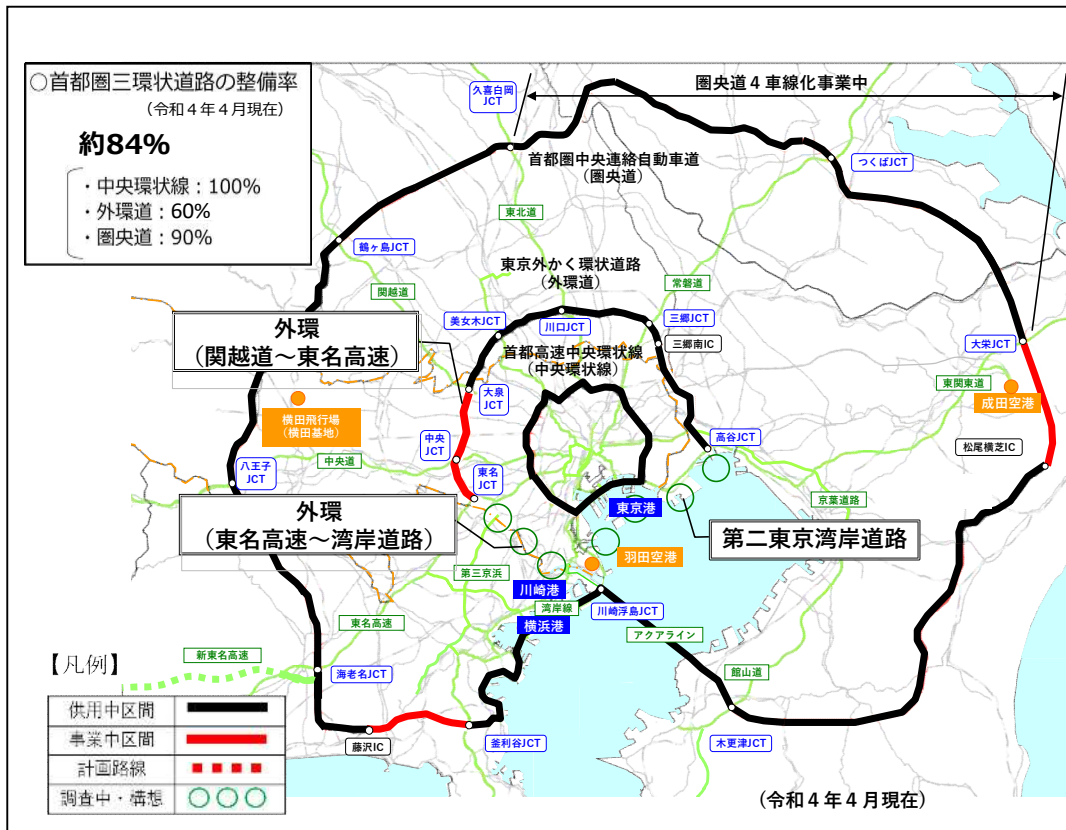 ○首都圏三環状道路の整備率
(令和４年４月現在)
約84%
・中央環状線：100%
・外環道：60%
・圏央道：90%
久喜白岡
JCT
圏央道４車線化事業中
首都圏中央連絡自動車道
(圏央道)
つくばJCT
東北道
鶴ヶ島JCT
関越道
東京外かく環状道路
(外環道)
常磐道
美女木JCT
川口JCT
三郷JCT
三郷南IC
大栄JCT
外環
(関越道～東名高速)
首都高速中央環状線
(中央環状線)
東関東道
成田空港
大泉
JCT
横田飛行場
(横田基地)
中央
JCT
高谷JCT
松尾横芝IC
中央道
八王子
JCT
東名
JCT
京葉道路
外環
(東名高速～湾岸道路)
東京港
第二東京湾岸道路
羽田空港
第三京浜
川崎港
湾岸線
川崎浮島JCT
横浜港
東名高速
アクアライン
新東名高速
海老名JCT
館山道
藤沢IC
釜利谷JCT
木更津JCT
【凡例】
供用中区間
事業中区間
計画路線
調査中・構想
(令和４年４月現在)